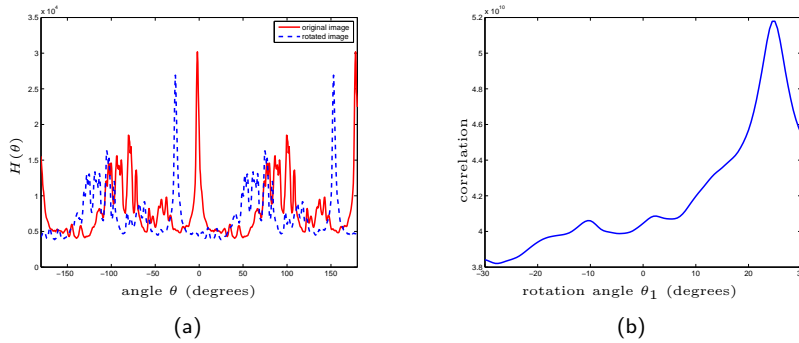 x 10^4
3.5
3
2.5
2
1.5
1
0.5
0
H(θ)
−150 −100 −50 0 50 100 150
angle θ (degrees)
original image
rotated image
(a)
x 10^10
5.2
5
4.8
4.6
4.4
4.2
4
3.8
correlation
−30 −20 −10 0 10 20 30
rotation angle θ_1 (degrees)
(b)